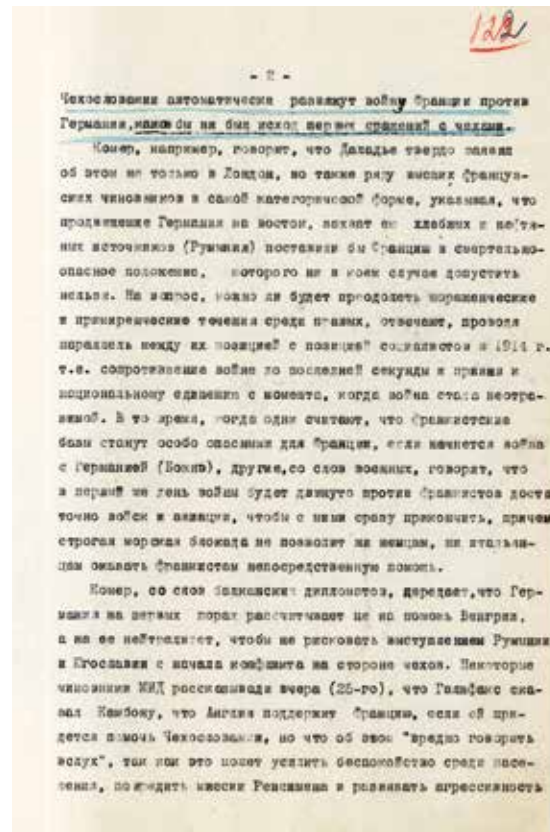 122
- 2 -
Чехословакии автоматически развяжут войну Франции против
Германии, каков бы ни был исход первых сражений с чехами.
Комер, например, говорит, что Даладье твердо заявил
об этом не только в Лондон, но также ряду высших француз-
ских чиновников в самой категорической форме, указывая, что
продвижение Германии на восток, захват ею хлебных и нефтя-
ных источников (Румыния) поставили бы Францию в смертельно-
опасное положение, которого ни в коем случае допустить
нельзя. На вопрос, можно ли будет преодолеть пораженческие
и примиренческие течения среди правых, отвечают, проводя
параллель между их позицией с позицией социалистов в 1914 г.
т.е. сопротивление войне до последней секунды и призыв к
национальному единению с момента, когда война стала неотра-
зимой. В то время, когда одни считают, что франкистские
базы станут особо опасными для Франции, если начнется война
с Германией (Бонне), другие, со слов военных, говорят, что
в первый же день войны будет двинуто против франкистов доста
точно войск и авиации, чтобы с ними сразу прикончить, причем
строгая морская блокада не позволит ни немцам, ни итальян-
цам оказать франкистам непосредственную помощь.
Комер, со слов балканских дипломатов, передает, что Гер-
мания на первых порах рассчитывает не на помощь Венгрии,
а на ее нейтралитет, чтобы не рисковать выступлением Румынии
и Югославии с начала конфликта на стороне чехов. Некоторые
чиновники МИД рассказывали вчера (25-го), что Галифакс ска-
зал Камбону, что Англия поддержит Францию, если ей при-
дется помочь Чехословакии, но что об этом "вредно говорить
вслух", так как это может усилить беспокойство среди насе-
ления, повредить миссии Ренсимена и развивать агрессивность